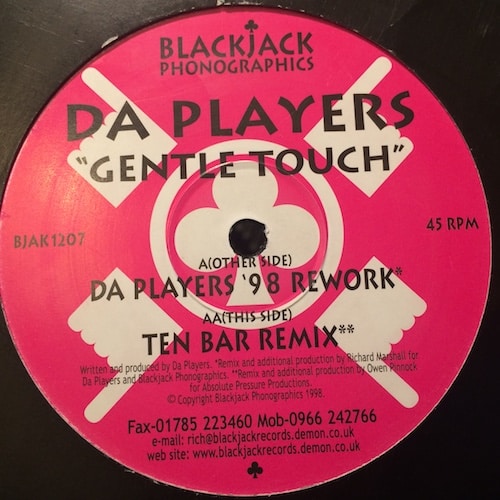 BLACKJACK
PHONOGRAPHICS
DA PLAYERS
"GENTLE TOUCH"
BJAK1207
45 RPM
A(OTHER SIDE)
DA PLAYERS '98 REWORK*
AA(THIS SIDE)
TEN BAR REMIX**
Written and produced by Da Players. *Remix and additional production by Richard Marshall for
Da Players and Blackjack Phonographics. **Remix and additional production by Owen Pinnock
for Absolute Pressure Productions.
© Copyright Blackjack Phonographics 1998.
Fax-01785 223460 Mob-0966 242766
e-mail: rich@blackjackrecords.demon.co.uk
web site: www.blackjackrecords.demon.co.uk